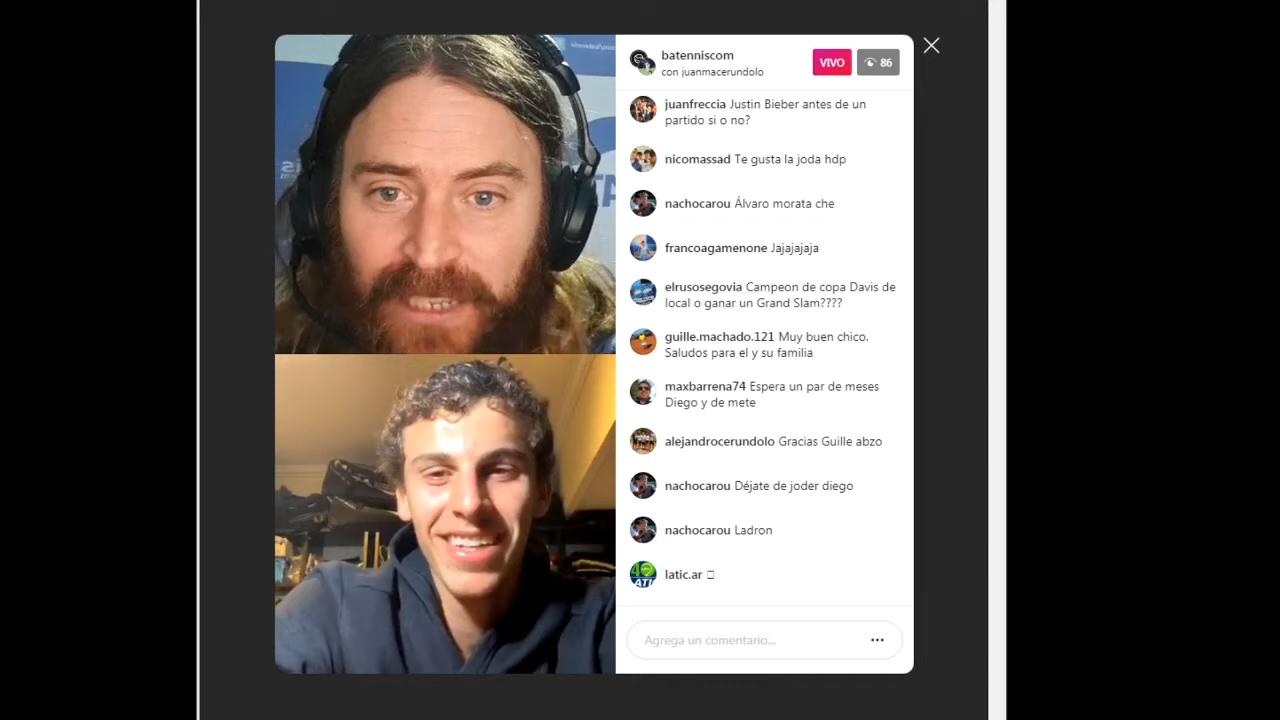 batenniscom
con juanmacerundolo
VIVO
86
juanfreccia Justin Bieber antes de un
partido si o no?
nicomassad Te gusta la joda hdp
nachocarou Álvaro morata che
francoagamenone Jajajajaja
elrusosegovia Campeon de copa Davis de
local o ganar un Grand Slam????
guille.machado.121 Muy buen chico.
Saludos para el y su familia
maxbarrena74 Espera un par de meses
Diego y de mete
alejandrocerundolo Gracias Guille abzo
nachocarou Déjate de joder diego
nachocarou Ladron
latic.ar
Agrega un comentario...